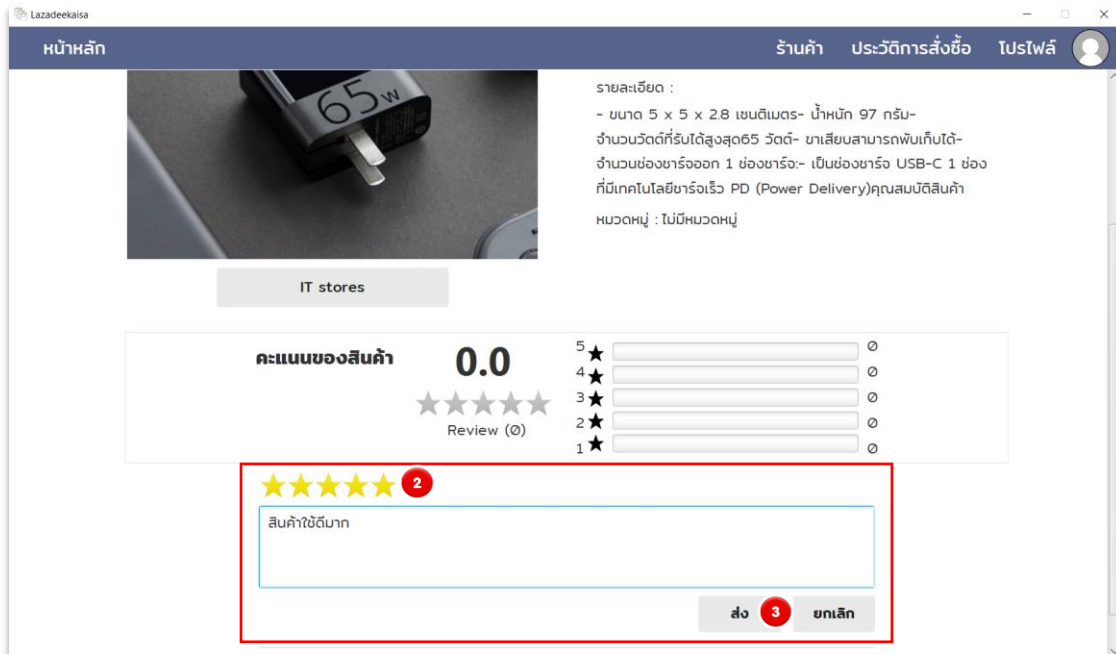 Lazadeekaisa
หน้าหลัก
ร้านค้า ประวัติการสั่งซื้อ โปรไฟล์
65w
รายละเอียด :
- ขนาด 5 x 5 x 2.8 เซนติเมตร- น้ำหนัก 97 กรัม-
จำนวนวัตต์ที่รับได้สูงสุด65 วัตต์- ขาเสียบสามารถพับเก็บได้-
จำนวนช่องชาร์จออก 1 ช่องชาร์จ:- เป็นช่องชาร์จ USB-C 1 ช่อง
ที่มีเทคโนโลยีชาร์จเร็ว PD (Power Delivery)คุณสมบัติสินค้า
หมวดหมู่ : ไม่มีหมวดหมู่
IT stores
คะแนนของสินค้า
0.0
Review (0)
5 0
4 0
3 0
2 0
1 0
2
สินค้าใช้ดีมาก
ส่ง 3 ยกเลิก